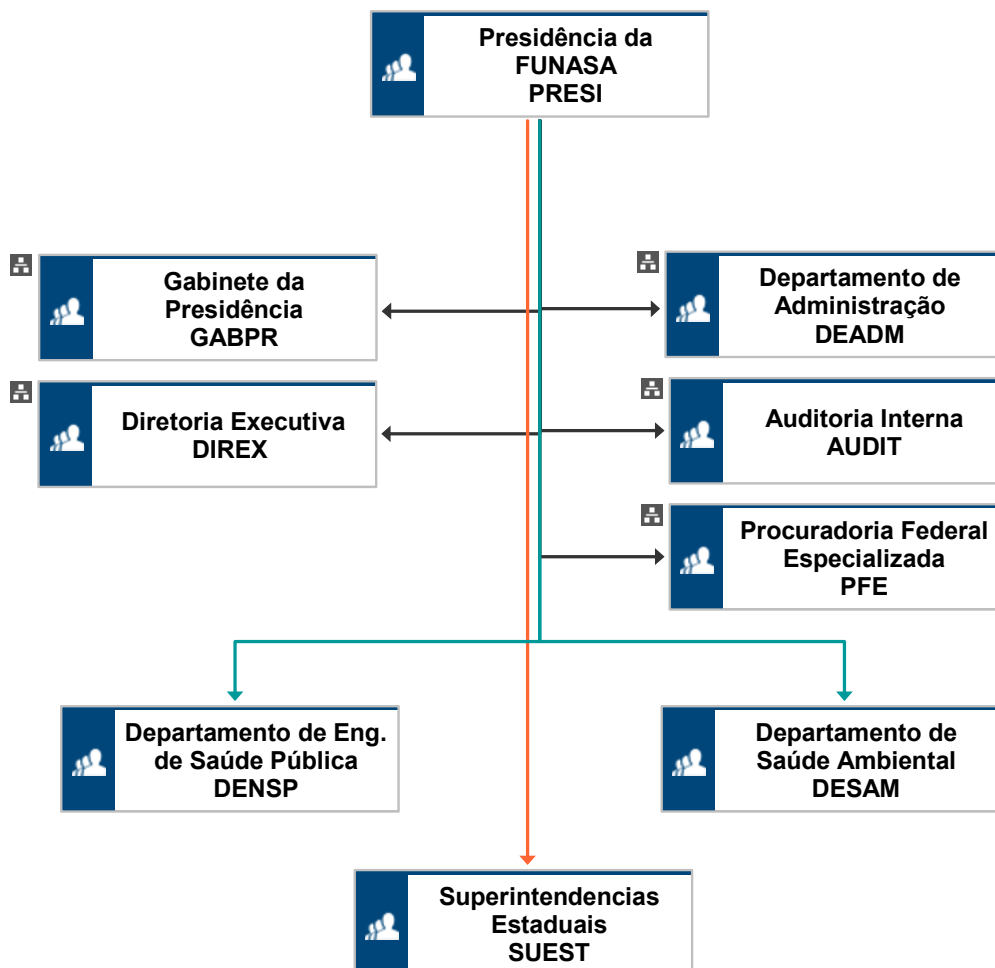 Presidência da
FUNASA
PRESI
Gabinete da
Presidência
GABPR
Departamento de
Administração
DEADM
Diretoria Executiva
DIREX
Auditoria Interna
AUDIT
Procuradoria Federal
Especializada
PFE
Departamento de Eng.
de Saúde Pública
DENSP
Departamento de
Saúde Ambiental
DESAM
Superintendencias
Estaduais
SUEST